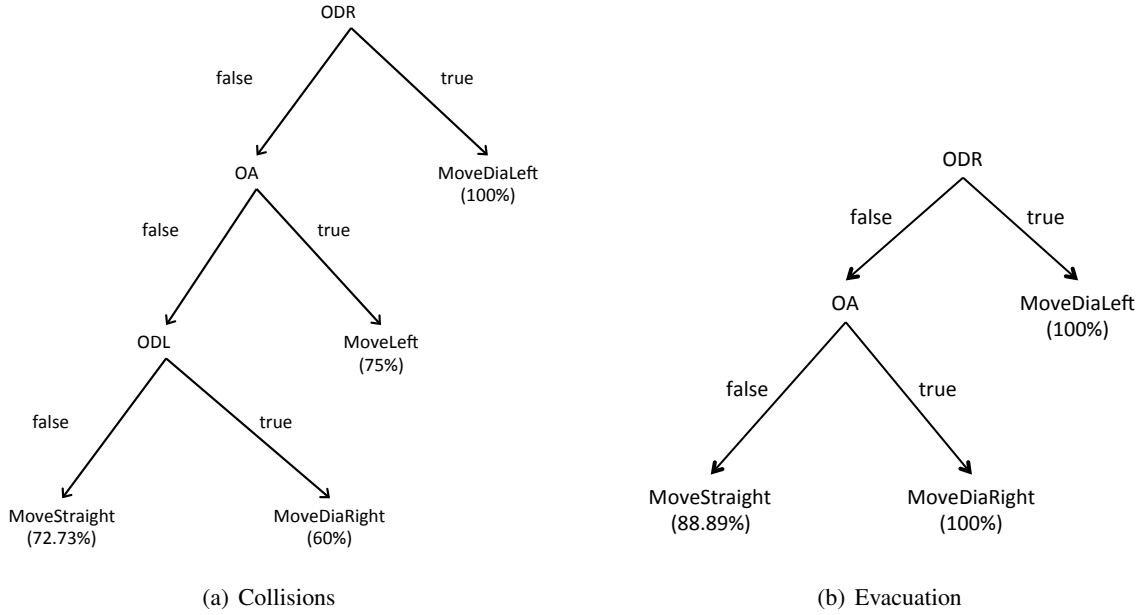 ODR
false
true
OA
MoveDiaLeft
(100%)
false
true
ODL
MoveLeft
(75%)
false
true
MoveStraight
(72.73%)
MoveDiaRight
(60%)
(a) Collisions
ODR
false
true
OA
MoveDiaLeft
(100%)
false
true
MoveStraight
(88.89%)
MoveDiaRight
(100%)
(b) Evacuation